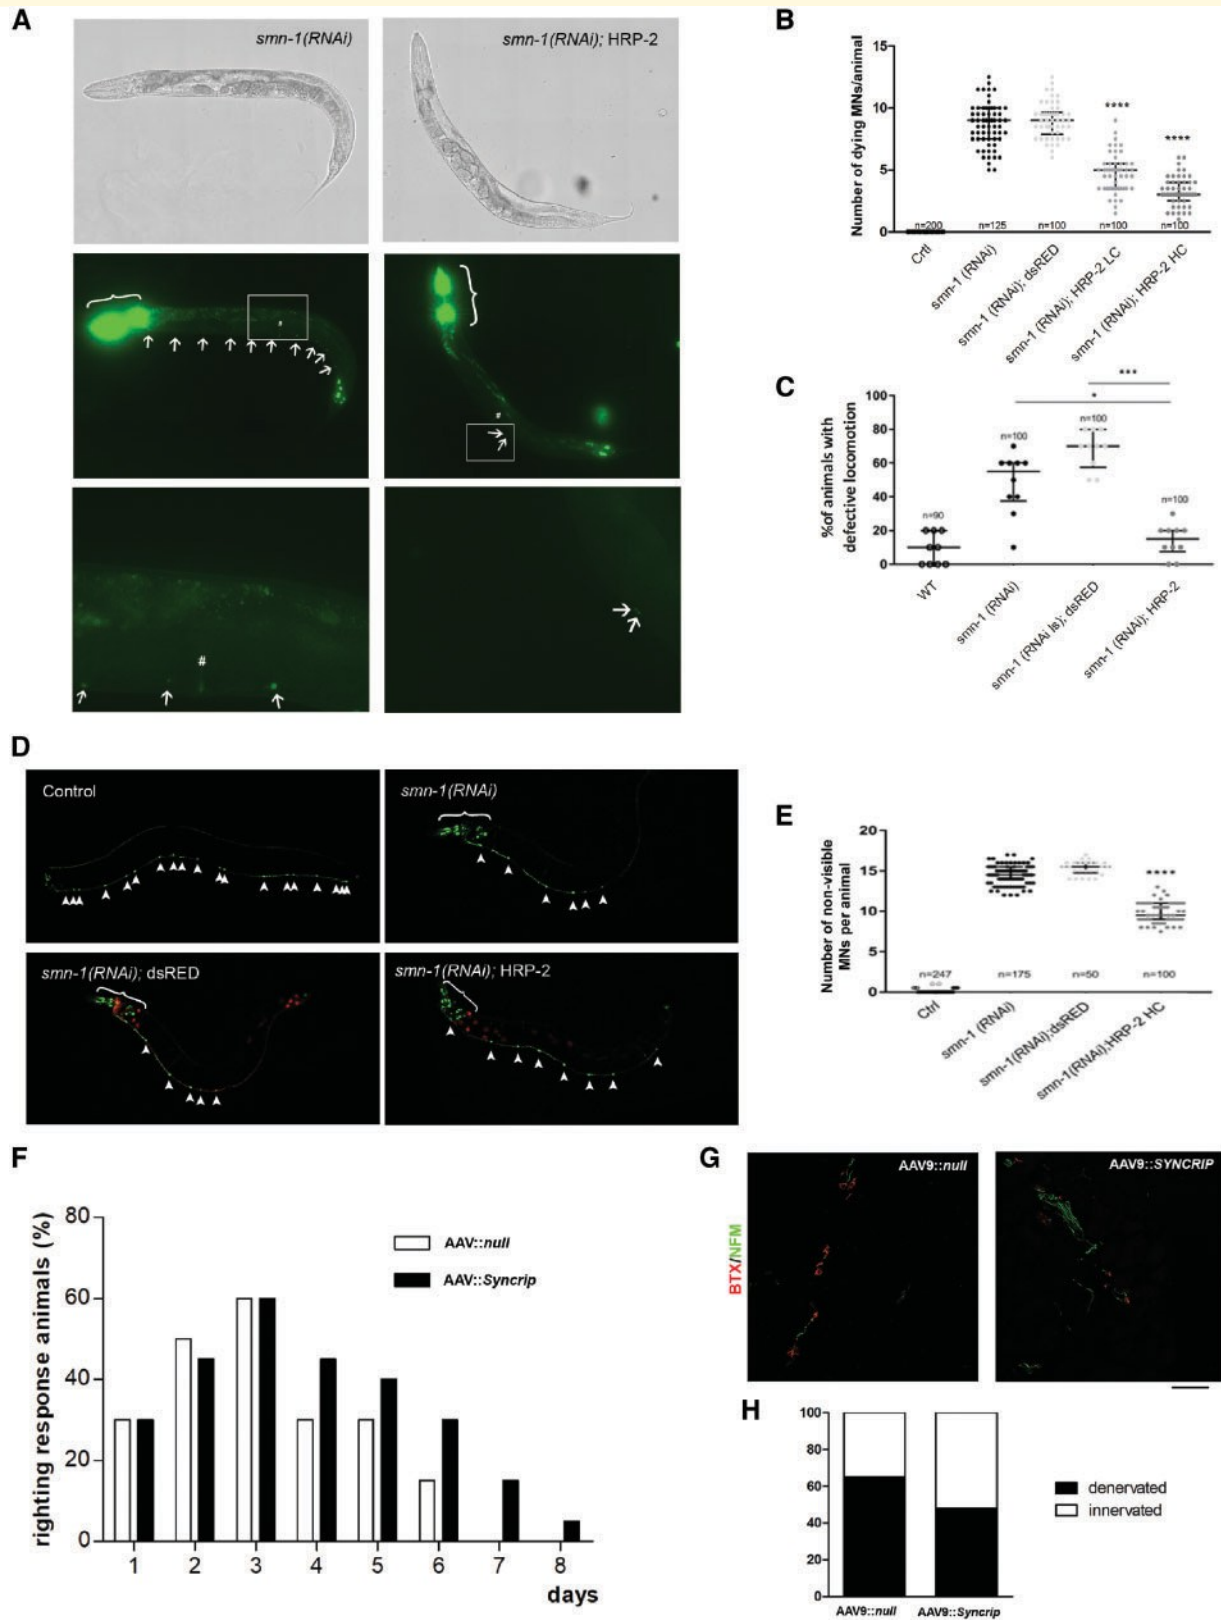 A
smn-1(RNAi)
smn-1(RNAi); HRP-2
#
#
#
B
Number of dying MNs/animal
15
10
5
0
****
****
n=200
n=125
n=100
n=100
n=100
Crtl
smn-1 (RNAi)
smn-1 (RNAi); dsRED
smn-1 (RNAi); HRP-2 LC
smn-1 (RNAi); HRP-2 HC
C
%of animals with
defective locomotion
100
80
60
40
20
0
***
*
n=90
n=100
n=100
n=100
WT
smn-1 (RNAi)
smn-1 (RNAi Is); dsRED
smn-1 (RNAi); HRP-2
D
Control
smn-1(RNAi)
smn-1(RNAi); dsRED
smn-1(RNAi); HRP-2
E
Number of non-visible
MNs per animal
20
15
10
5
0
****
n=247
n=175
n=50
n=100
Ctrl
smn-1 (RNAi)
smn-1(RNAi);dsRED
smn-1(RNAi);HRP-2 HC
F
righting response animals (%)
80
60
40
20
0
AAV::null
AAV::Syncrip
1 2 3 4 5 6 7 8
days
G
BTX/NFM
AAV9::null
AAV9::SYNCRIP
H
100
80
60
40
20
0
denervated
innervated
AAV9::null
AAV9::Syncrip